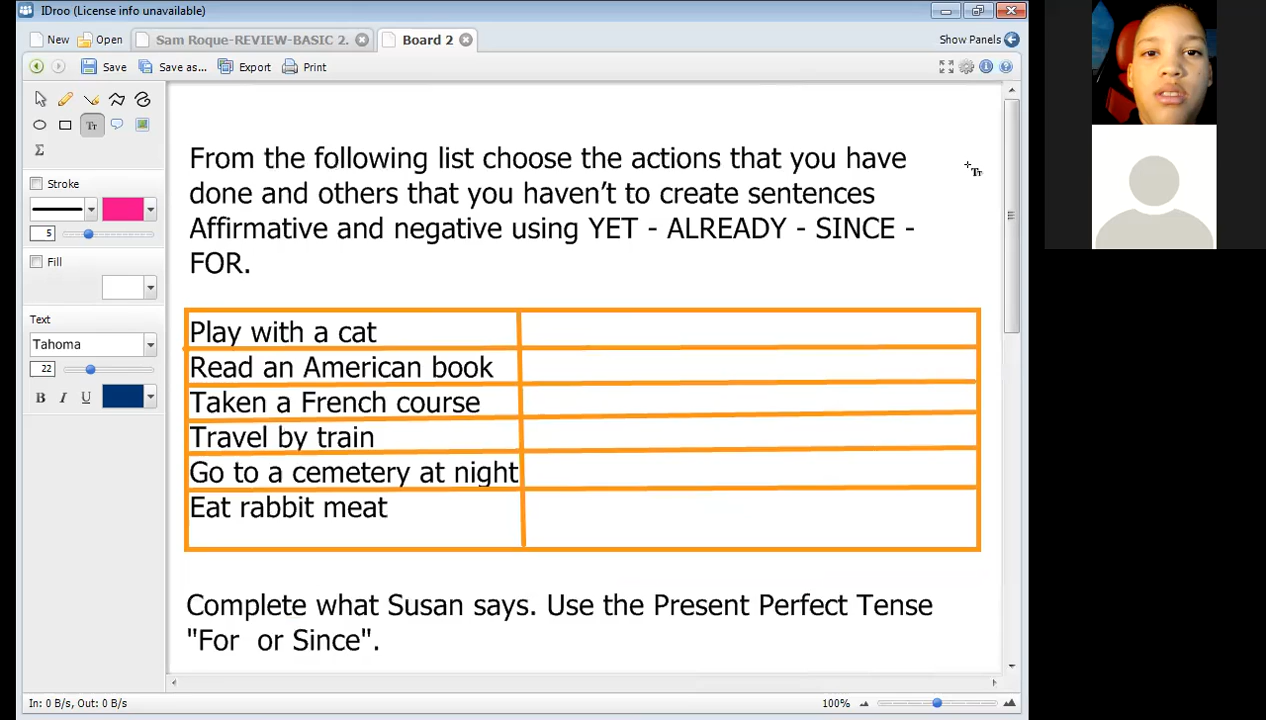 IDroo (License info unavailable)
New Open Sam Roque-REVIEW-BASIC 2. Board 2 Show Panels
Save Save as... Export Print
Tт
Σ
Stroke
5
Fill
Text
Tahoma
22
B I U
From the following list choose the actions that you have
done and others that you haven’t to create sentences
Affirmative and negative using YET - ALREADY - SINCE -
FOR.
Play with a cat
Read an American book
Taken a French course
Travel by train
Go to a cemetery at night
Eat rabbit meat
Complete what Susan says. Use the Present Perfect Tense
"For or Since".
In: 0 B/s, Out: 0 B/s 100%